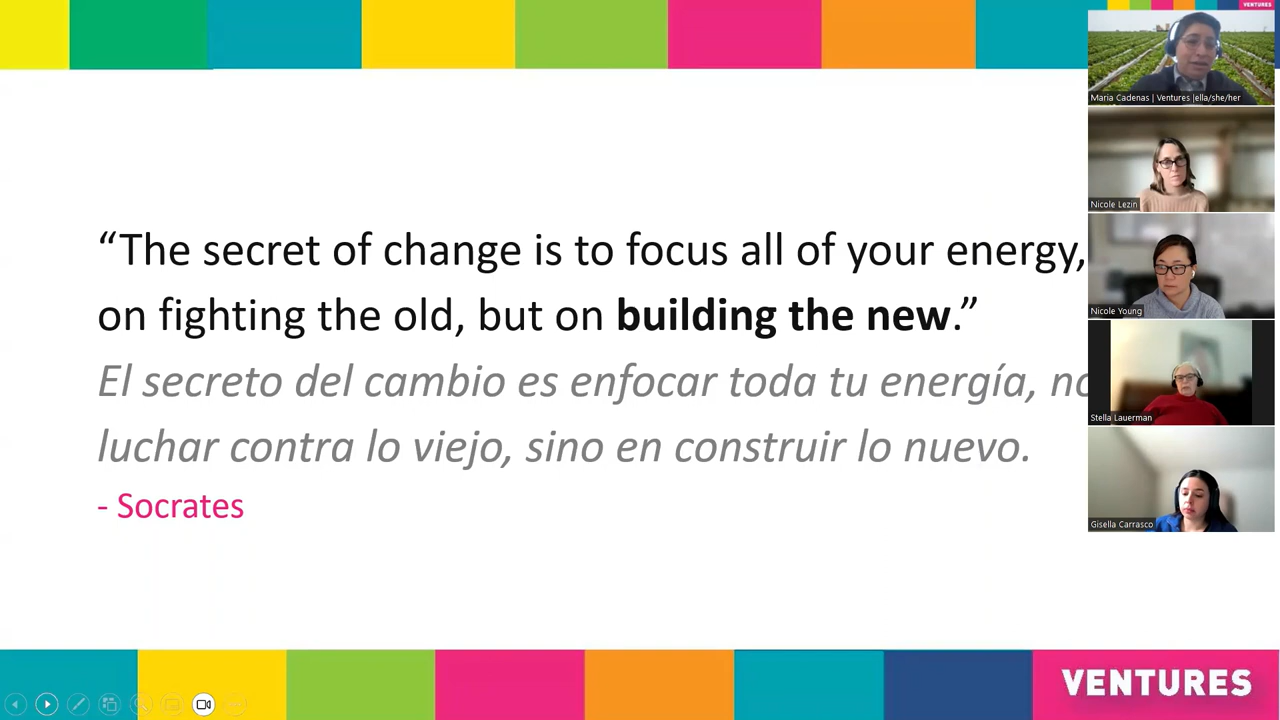 VENTURES
Maria Cadenas | Ventures |ella/she/her
Nicole Lezin
“The secret of change is to focus all of your energy,
on fighting the old, but on building the new.”
Nicole Young
El secreto del cambio es enfocar toda tu energía, no
Stella Lauerman
luchar contra lo viejo, sino en construir lo nuevo.
- Socrates
Gisella Carrasco
VENTURES